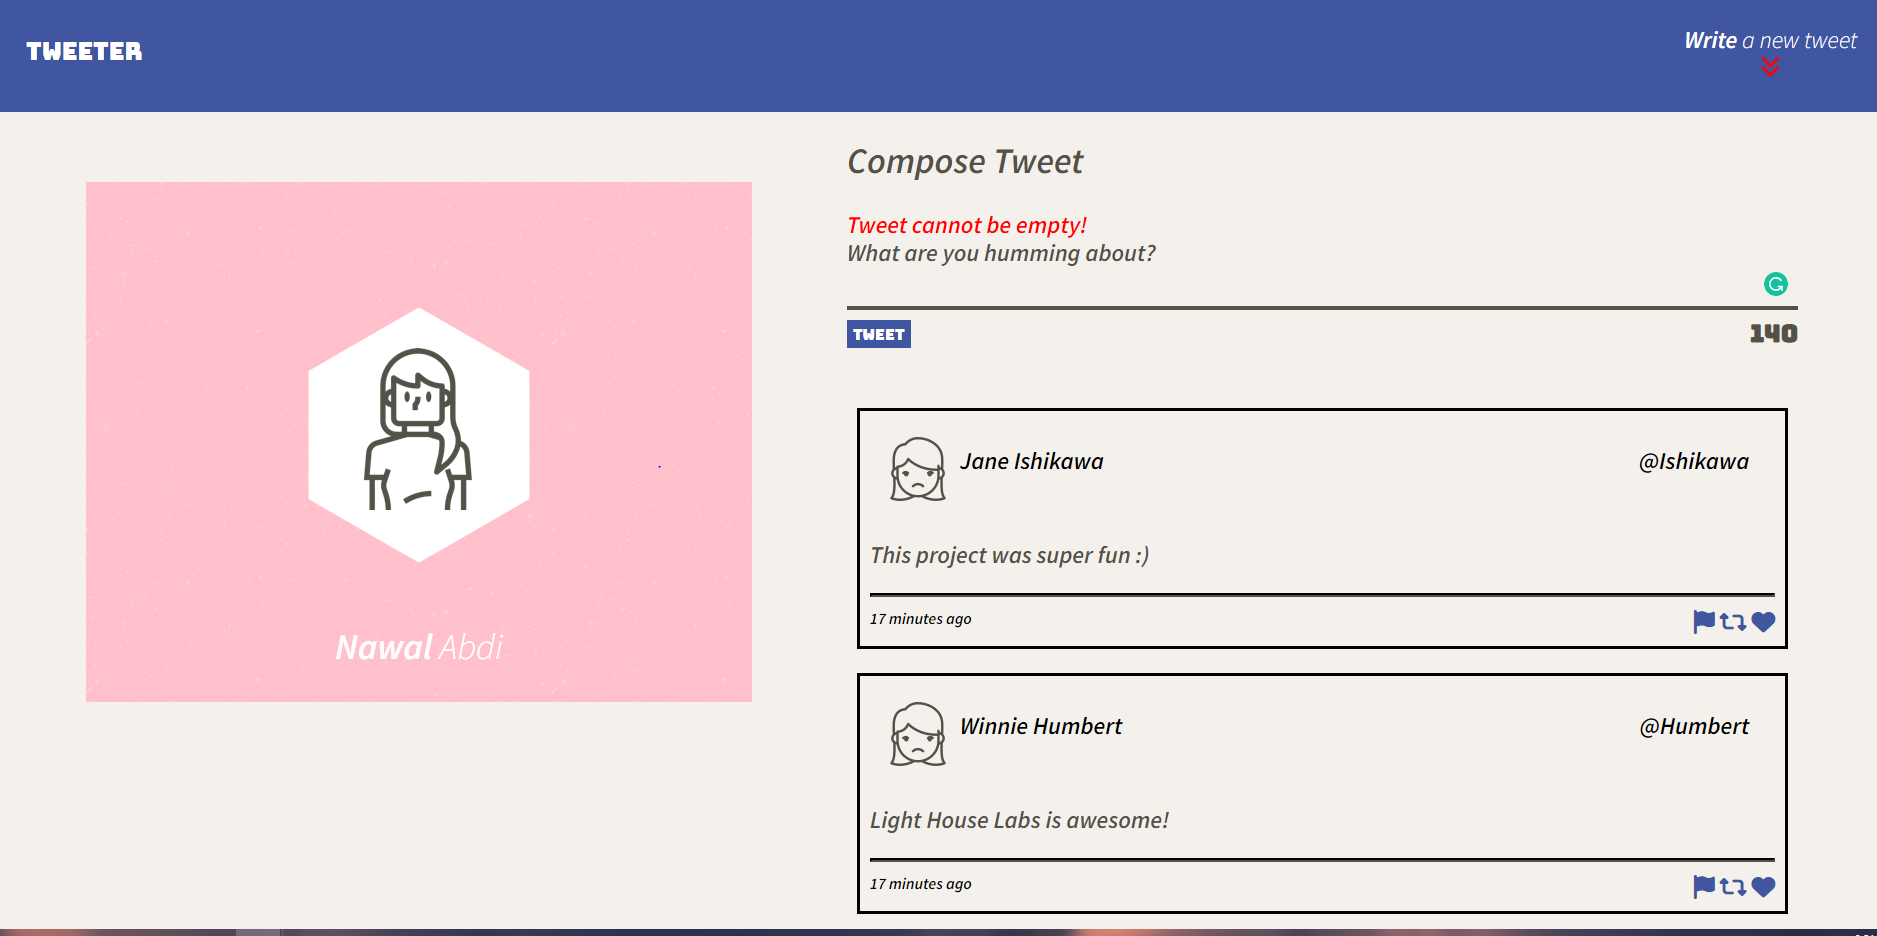 TWEETER
Write a new tweet
Nawal Abdi
Compose Tweet
Tweet cannot be empty!
What are you humming about?
TWEET
140
Jane Ishikawa
@Ishikawa
This project was super fun :)
17 minutes ago
Winnie Humbert
@Humbert
Light House Labs is awesome!
17 minutes ago